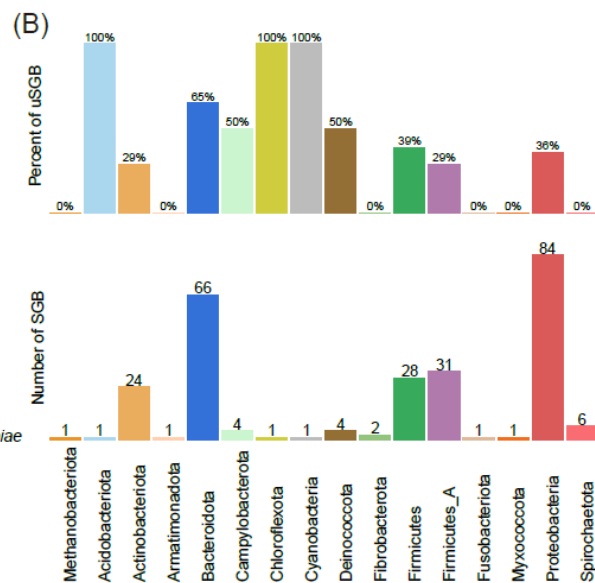 (B)
Percent of uSGB
0%
100%
29%
0%
65%
50%
100%
100%
50%
0%
39%
29%
0%
0%
36%
0%
Number of SGB
1
1
24
1
66
4
1
1
4
2
28
31
1
1
84
6
iae
Methanobacteriota
Acidobacteriota
Actinobacteriota
Armatimonadota
Bacteroidota
Campylobacterota
Chloroflexota
Cyanobacteria
Deinococcota
Fibrobacterota
Firmicutes
Firmicutes_A
Fusobacteriota
Myxococcota
Proteobacteria
Spirochaetota